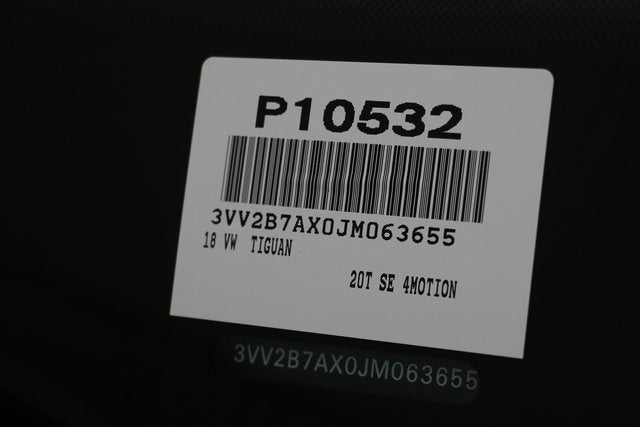 P10532
3VV2B7AX0JM063655
18 VW TIGUAN
20T SE 4MOTION
3VV2B7AX0JM063655